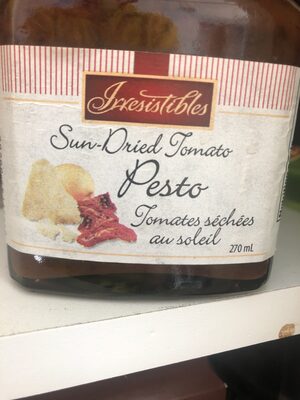 Irresistibles
Sun-Dried Tomato
Pesto
Tomates séchées
au soleil
270 mL